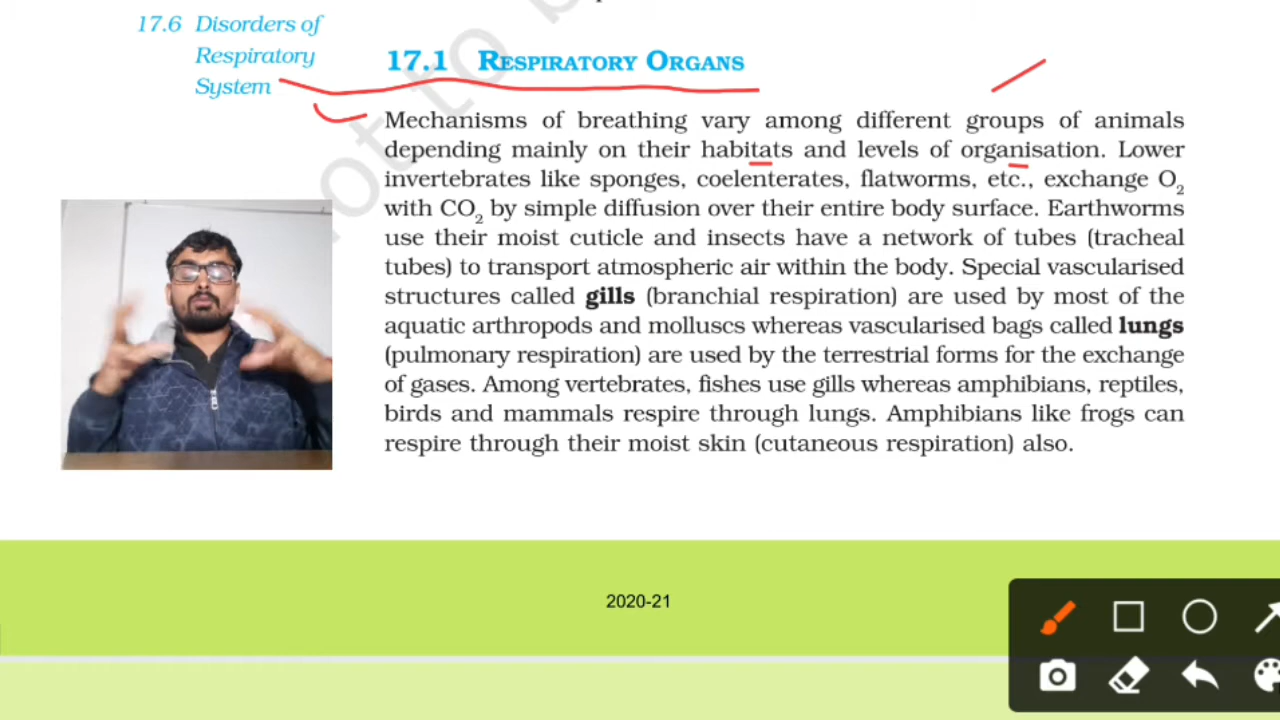 17.6 Disorders of
Respiratory
System
17.1 RESPIRATORY ORGANS
Mechanisms of breathing vary among different groups of animals
depending mainly on their habitats and levels of organisation. Lower
invertebrates like sponges, coelenterates, flatworms, etc., exchange O₂
with CO₂ by simple diffusion over their entire body surface. Earthworms
use their moist cuticle and insects have a network of tubes (tracheal
tubes) to transport atmospheric air within the body. Special vascularised
structures called gills (branchial respiration) are used by most of the
aquatic arthropods and molluscs whereas vascularised bags called lungs
(pulmonary respiration) are used by the terrestrial forms for the exchange
of gases. Among vertebrates, fishes use gills whereas amphibians, reptiles,
birds and mammals respire through lungs. Amphibians like frogs can
respire through their moist skin (cutaneous respiration) also.
not to b
2020-21